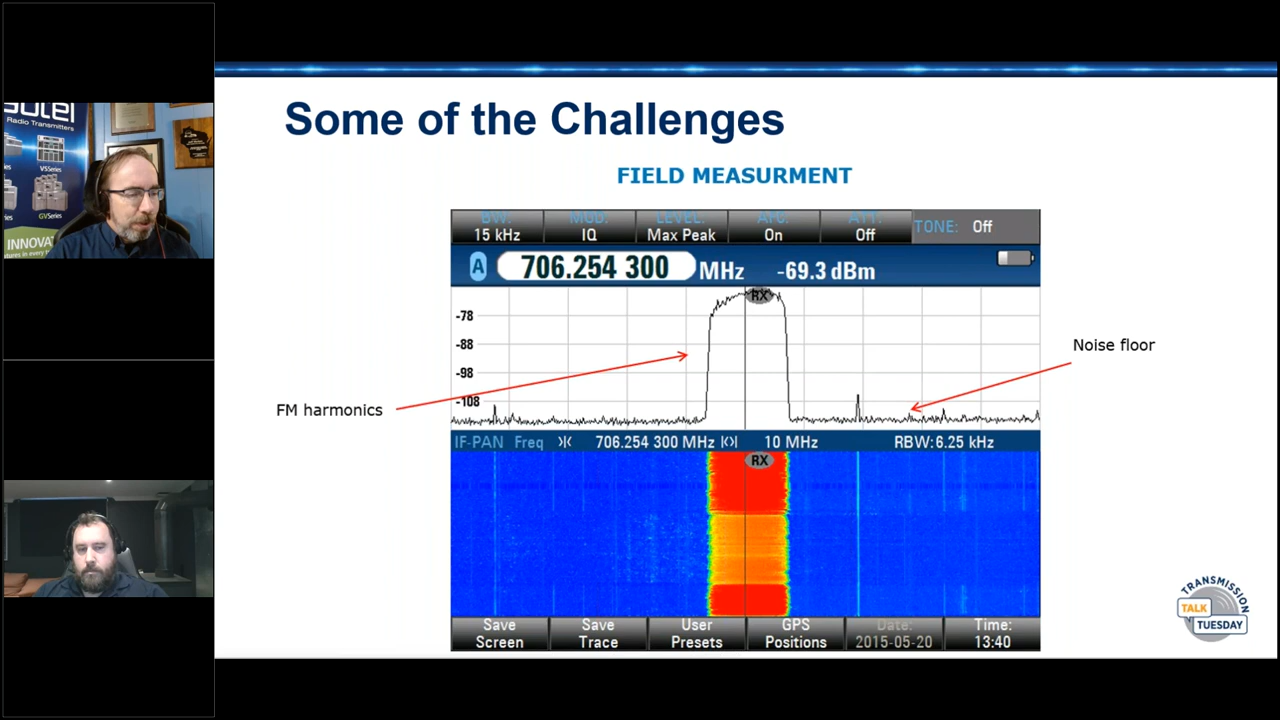 Some of the Challenges
FIELD MEASURMENT
BW: MOD: LEVEL: AFC: ATT: TONE: Off
15 kHz IQ Max Peak On Off
A 706.254 300 MHz -69.3 dBm
RX
-78
-88
-98
-108
Noise floor
FM harmonics
IF-PAN Freq 706.254 300 MHz 10 MHz RBW: 6.25 kHz
RX
Save Screen
Save Trace
User Presets
GPS Positions
Date: 2015-05-20
Time: 13:40
TRANSMISSION
TALK
TUESDAY
Radio Transmitters
VSSeries
GVSeries
INNOVAT